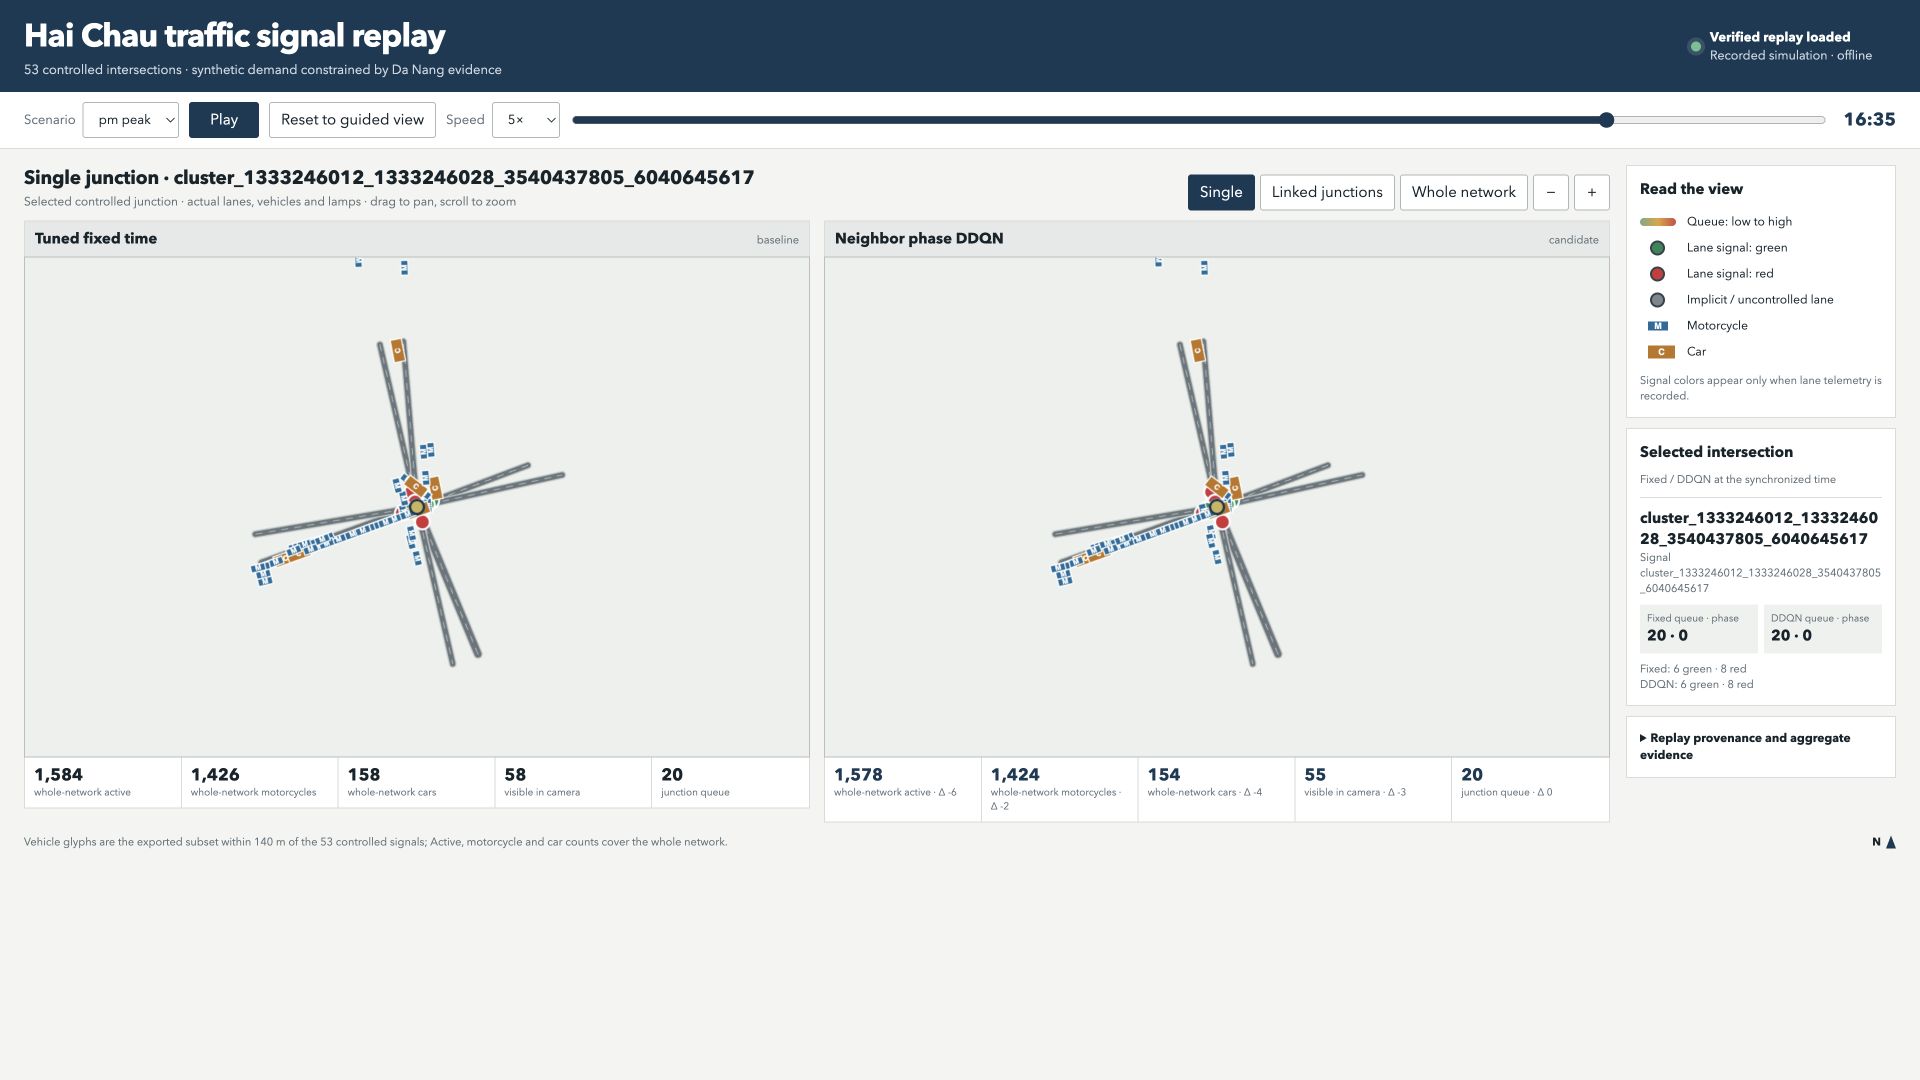 Hai Chau traffic signal replay
53 controlled intersections · synthetic demand constrained by Da Nang evidence
Verified replay loaded
Recorded simulation · offline
Scenario
pm peak
Play
Reset to guided view
Speed
5×
16:35
Single junction · cluster_1333246012_1333246028_3540437805_6040645617
Selected controlled junction · actual lanes, vehicles and lamps · drag to pan, scroll to zoom
Single
Linked junctions
Whole network
−
+
Tuned fixed time
baseline
Neighbor phase DDQN
candidate
1,584
whole-network active
1,426
whole-network motorcycles
158
whole-network cars
58
visible in camera
20
junction queue
1,578
whole-network active · Δ -6
1,424
whole-network motorcycles ·
Δ -2
154
whole-network cars · Δ -4
55
visible in camera · Δ -3
20
junction queue · Δ 0
Read the view
Queue: low to high
Lane signal: green
Lane signal: red
Implicit / uncontrolled lane
M
Motorcycle
C
Car
Signal colors appear only when lane telemetry is
recorded.
Selected intersection
Fixed / DDQN at the synchronized time
cluster_1333246012_13332460
28_3540437805_6040645617
Signal
cluster_1333246012_1333246028_3540437805
_6040645617
Fixed queue · phase
20 · 0
DDQN queue · phase
20 · 0
Fixed: 6 green · 8 red
DDQN: 6 green · 8 red
▶ Replay provenance and aggregate
evidence
Vehicle glyphs are the exported subset within 140 m of the 53 controlled signals; Active, motorcycle and car counts cover the whole network.
N